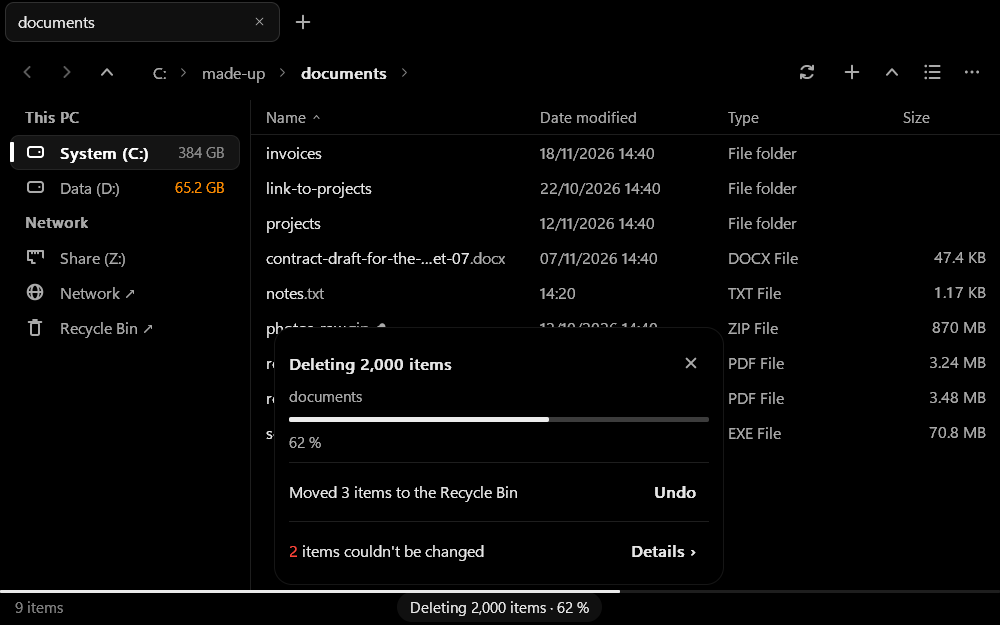 documents
C: made-up documents
This PC
System (C:) 384 GB
Data (D:) 65.2 GB
Network
Share (Z:)
Network
Recycle Bin
Name Date modified Type Size
invoices 18/11/2026 14:40 File folder
link-to-projects 22/10/2026 14:40 File folder
projects 12/11/2026 14:40 File folder
contract-draft-for-the-...et-07.docx 07/11/2026 14:40 DOCX File 47.4 KB
notes.txt 14:20 TXT File 1.17 KB
ZIP File 870 MB
PDF File 3.24 MB
PDF File 3.48 MB
EXE File 70.8 MB
Deleting 2,000 items
documents
62 %
Moved 3 items to the Recycle Bin Undo
2 items couldn't be changed Details ›
9 items Deleting 2,000 items · 62 %